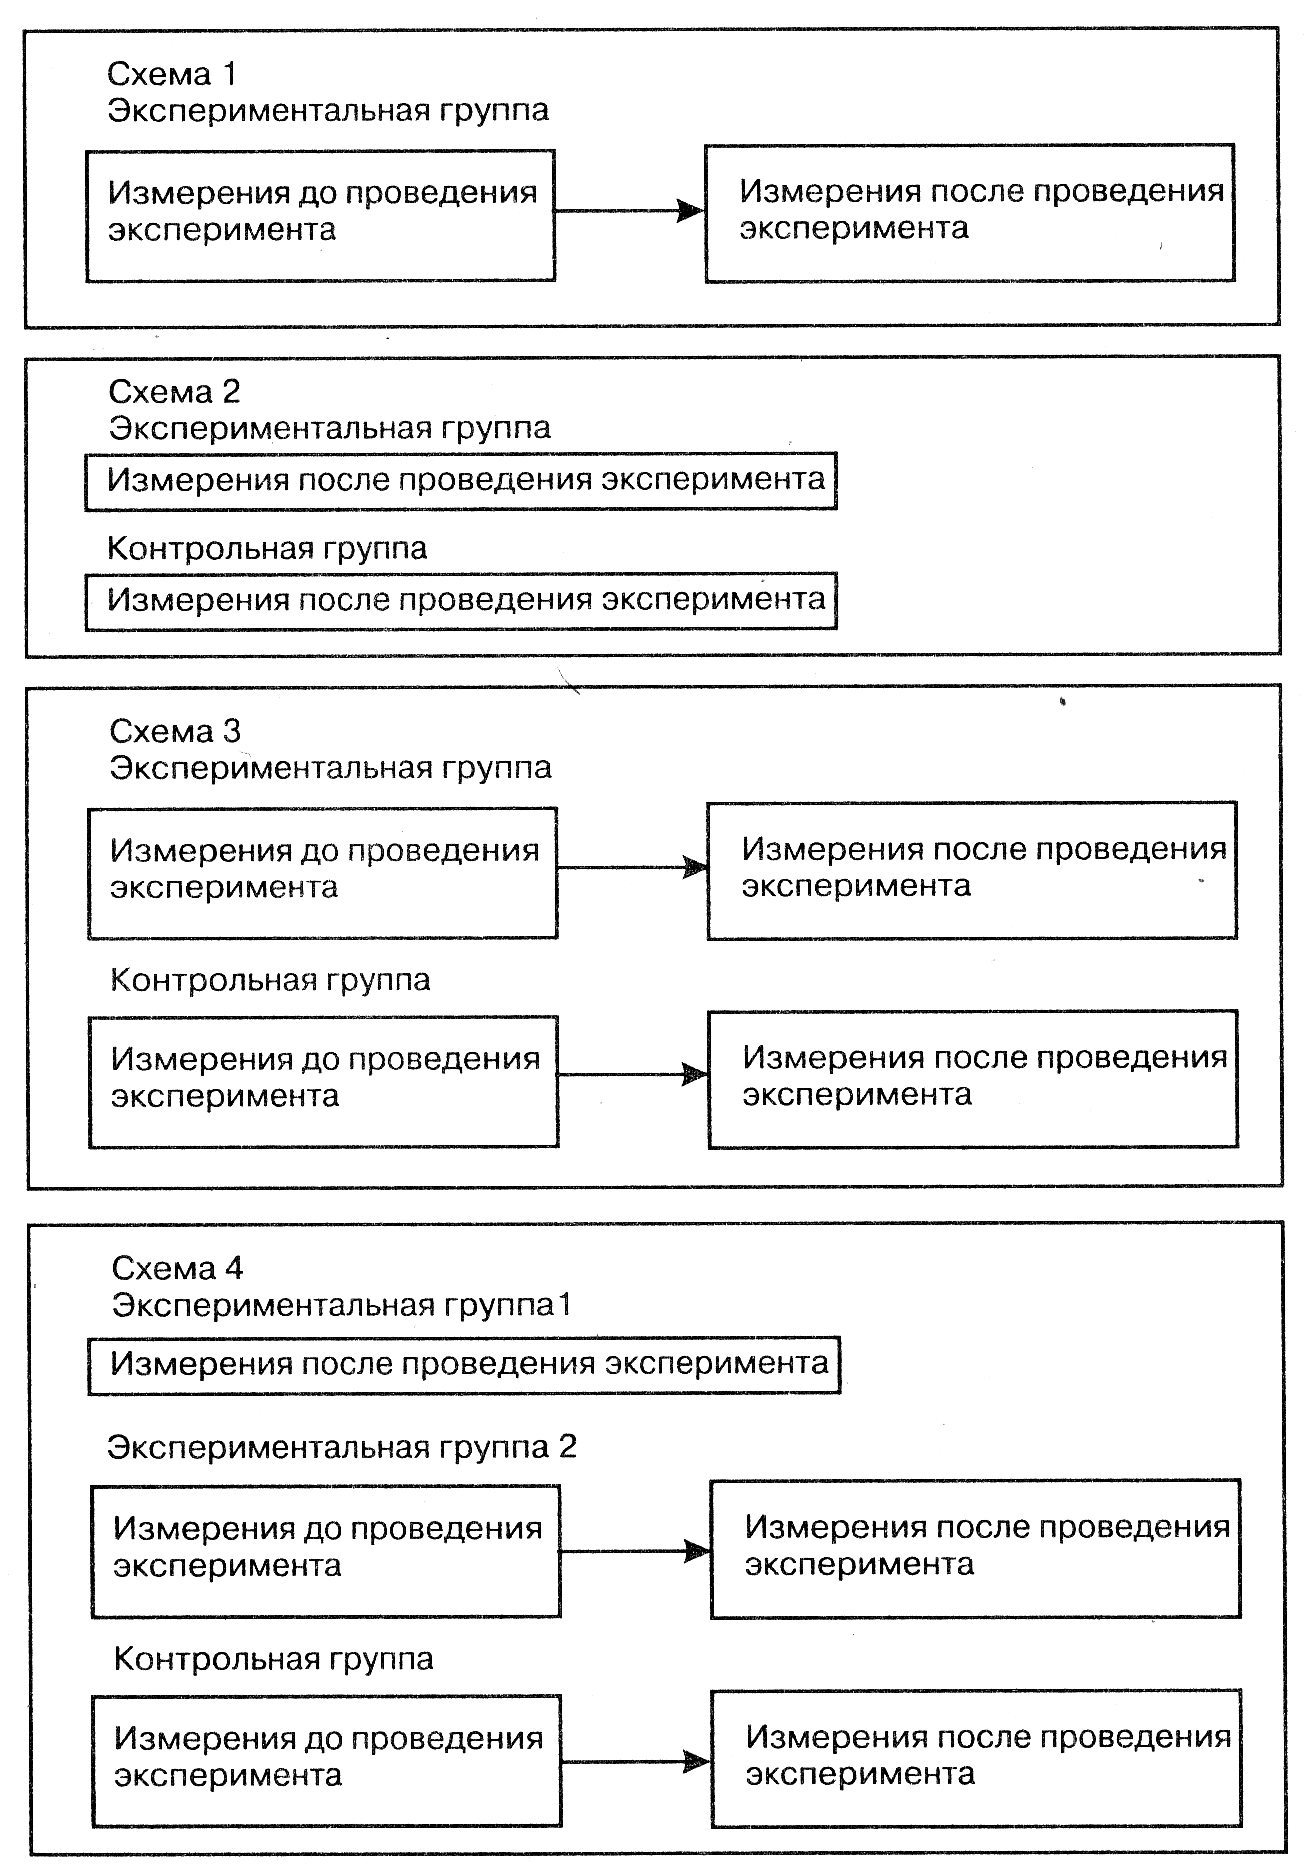 Схема 1
Экспериментальная группа
Измерения до проведения
эксперимента
Измерения после проведения
эксперимента
Схема 2
Экспериментальная группа
Измерения после проведения эксперимента
Контрольная группа
Измерения после проведения эксперимента
Схема 3
Экспериментальная группа
Измерения до проведения
эксперимента
Измерения после проведения
эксперимента
Контрольная группа
Измерения до проведения
эксперимента
Измерения после проведения
эксперимента
Схема 4
Экспериментальная группа1
Измерения после проведения эксперимента
Экспериментальная группа 2
Измерения до проведения
эксперимента
Измерения после проведения
эксперимента
Контрольная группа
Измерения до проведения
эксперимента
Измерения после проведения
эксперимента